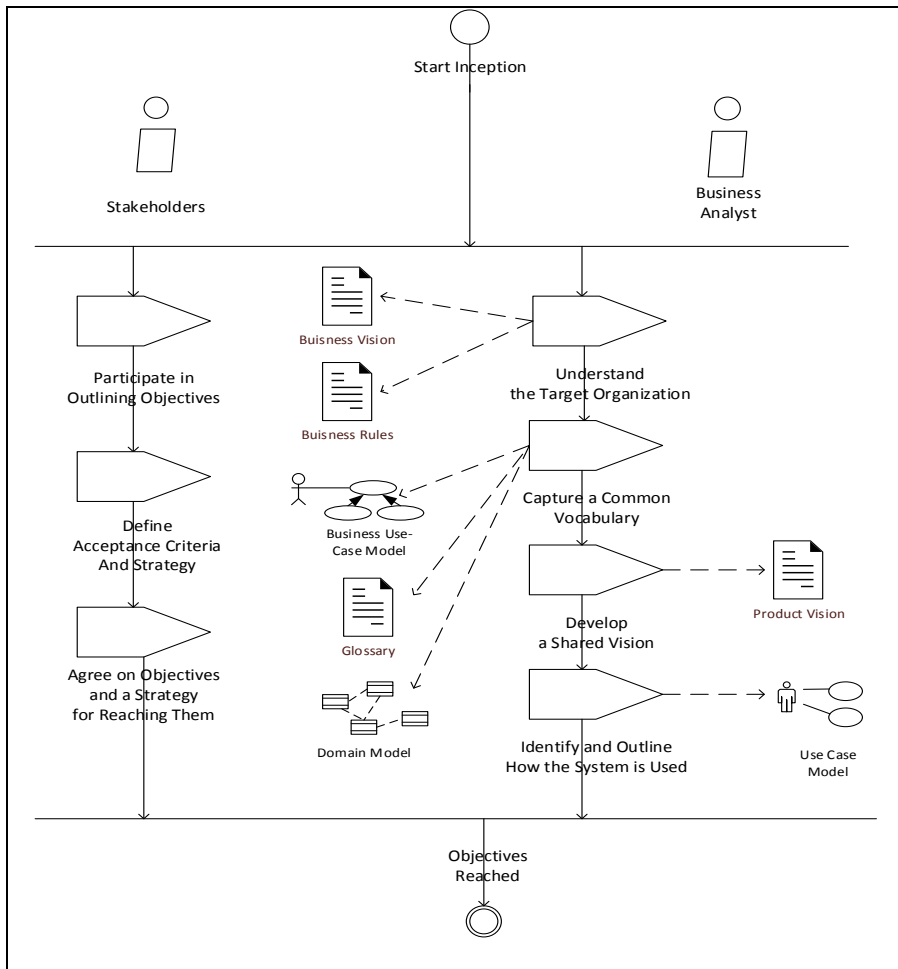 Start Inception
Stakeholders
Business
Analyst
Buisness Vision
Participate in
Outlining Objectives
Understand
the Target Organization
Buisness Rules
Define
Acceptance Criteria
And Strategy
Business Use-
Case Model
Capture a Common
Vocabulary
Glossary
Develop
a Shared Vision
Product Vision
Agree on Objectives
and a Strategy
for Reaching Them
Domain Model
Identify and Outline
How the System is Used
Use Case
Model
Objectives
Reached